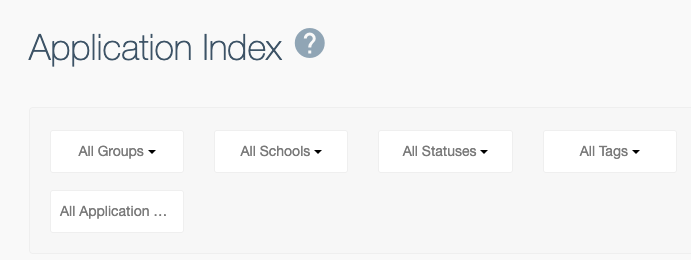 Application Index ?
All Groups
All Schools
All Statuses
All Tags
All Application ...